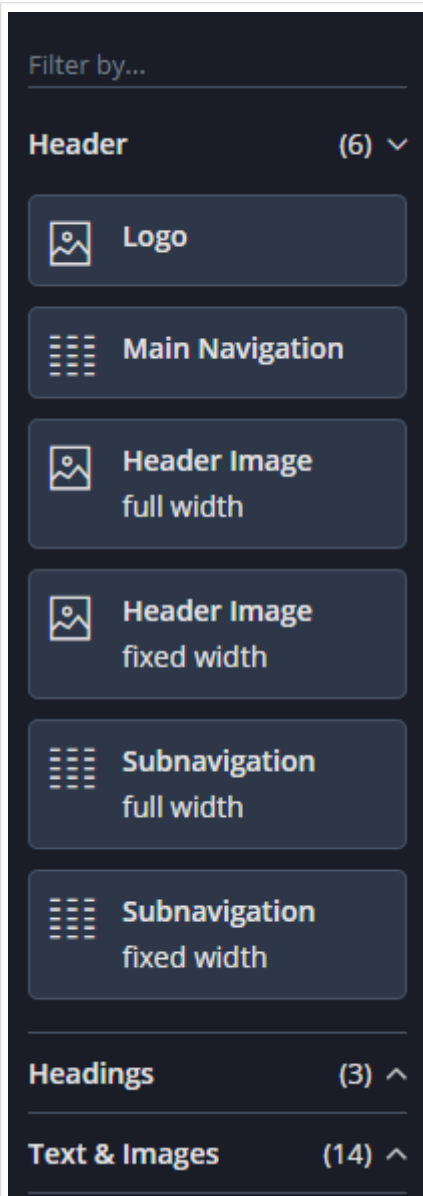 Filter by...
Header (6)
Logo
Main Navigation
Header Image
full width
Header Image
fixed width
Subnavigation
full width
Subnavigation
fixed width
Headings (3)
Text & Images (14)